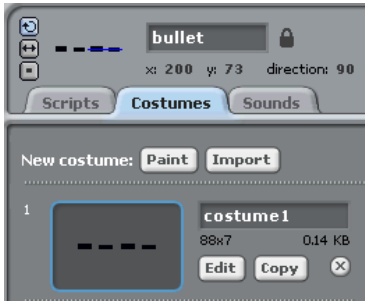 bullet
x: 200 y: 73 direction: 90
Scripts Costumes Sounds
New costume: Paint Import
1
costume1
88x7 0.14 KB
Edit Copy